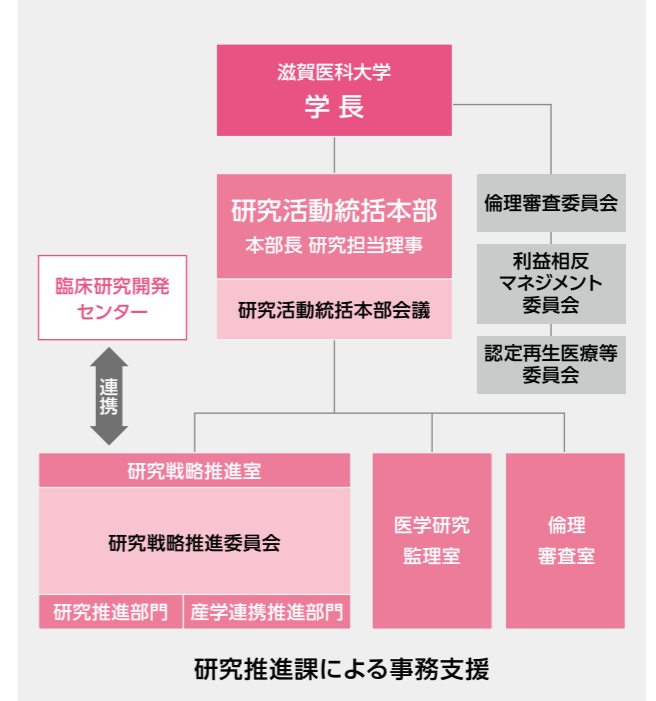 滋賀医科大学
学長
研究活動統括本部
本部長 研究担当理事
研究活動統括本部会議
倫理審査委員会
利益相反
マネジメント
委員会
認定再生医療等
委員会
臨床研究開発
センター
連携
研究戦略推進室
研究戦略推進委員会
研究推進部門
産学連携推進部門
医学研究
監理室
倫理
審査室
研究推進課による事務支援